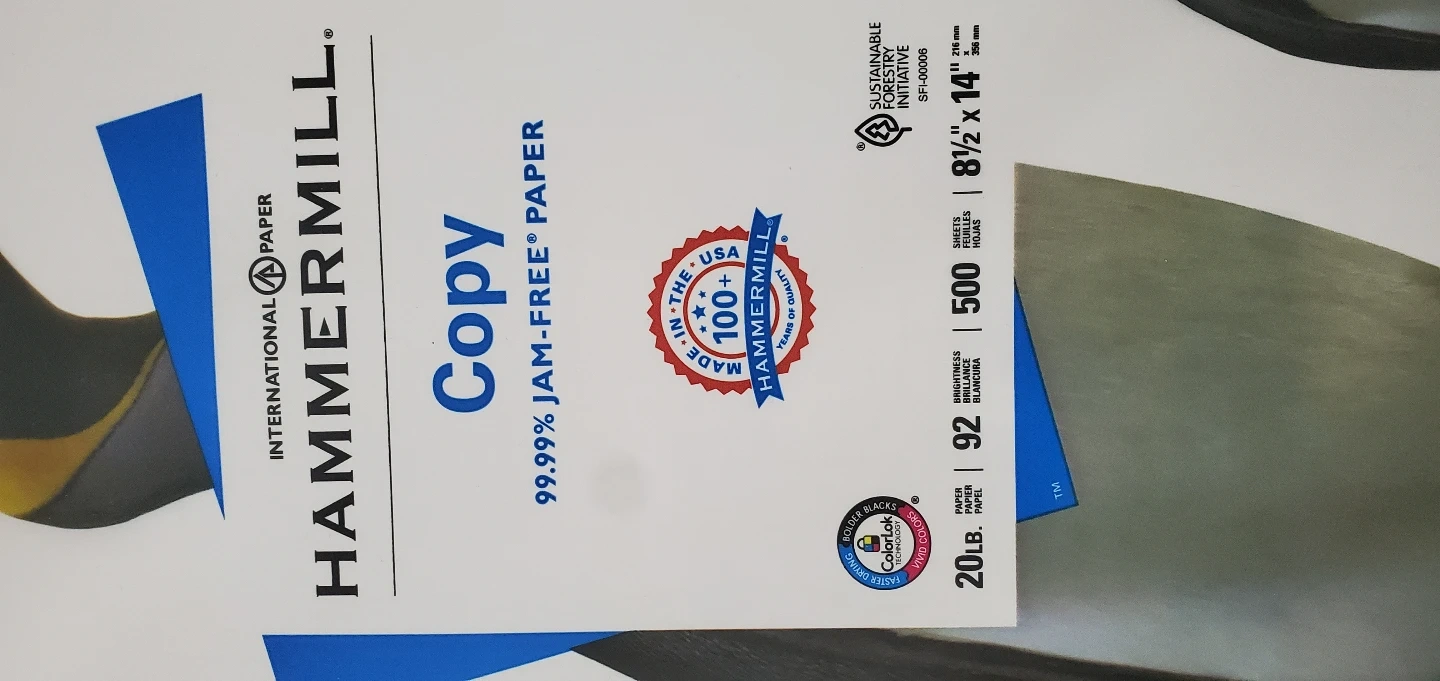 INTERNATIONAL PAPER
HAMMERMILL®
Copy
99.99% JAM-FREE® PAPER
MADE IN THE USA
100+
HAMMERMILL®
YEARS OF QUALITY
®
FASTER DRYING BOLDER BLACKS VIVID COLORS
ColorLok
TECHNOLOGY
®
®
SUSTAINABLE
FORESTRY
INITIATIVE
SFI-00006
20LB. PAPER PAPIER PAPEL | 92 BRIGHTNESS BRILLANCE BLANCURA | 500 SHEETS FEUILLES HOJAS | 8½" X 14" 216 mm x 356 mm
TM